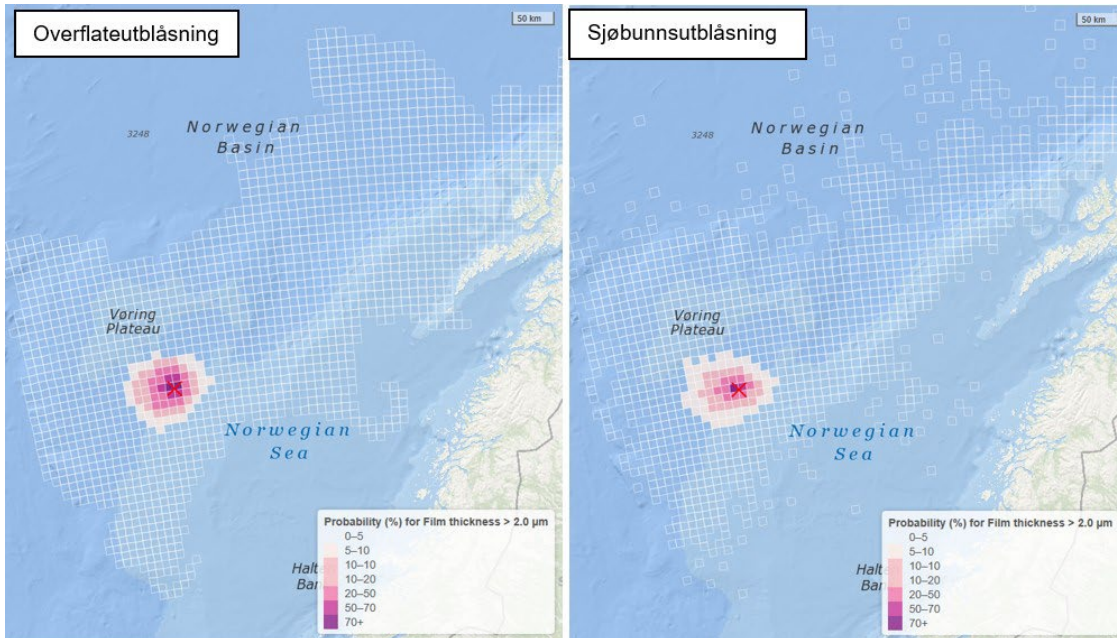 Overflateutblåsning
50 km
3248
Norwegian
Basin
Vøring
Plateau
Norwegian
Sea
Probability (%) for Film thickness > 2.0 µm
0–5
5–10
10–10
10–20
20–50
50–70
70+
Sjøbunnsutblåsning
50 km
3248
Norwegian
Basin
Vøring
Plateau
Norwegian
Sea
Probability (%) for Film thickness > 2.0 µm
0–5
5–10
10–10
10–20
20–50
50–70
70+